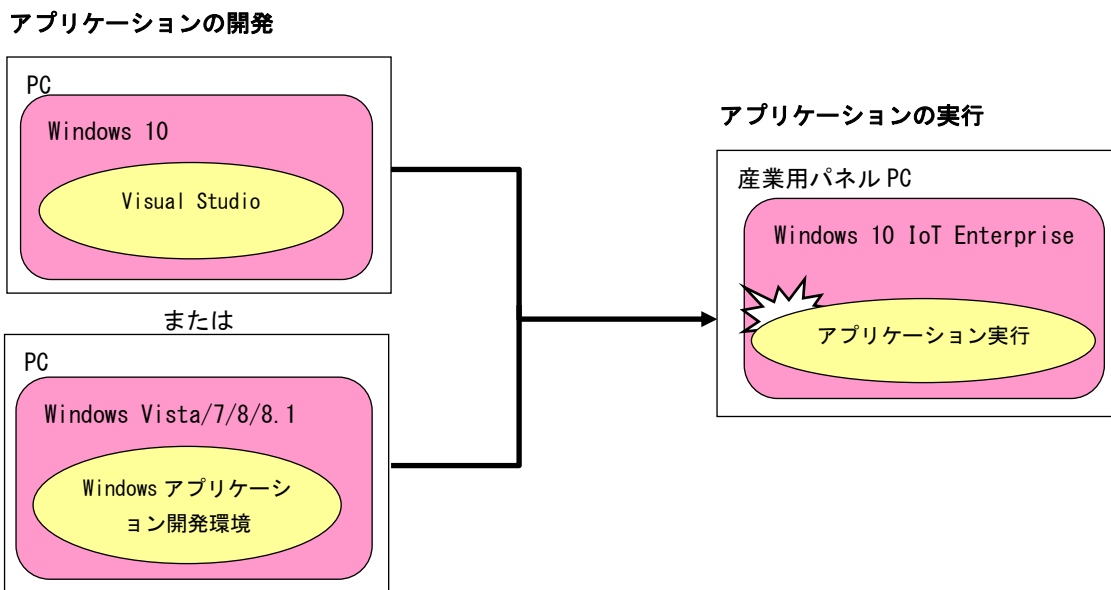 アプリケーションの開発
PC
Windows 10
Visual Studio
または
PC
Windows Vista/7/8/8.1
Windows アプリケーシ
ョン開発環境
アプリケーションの実行
産業用パネル PC
Windows 10 IoT Enterprise
アプリケーション実行